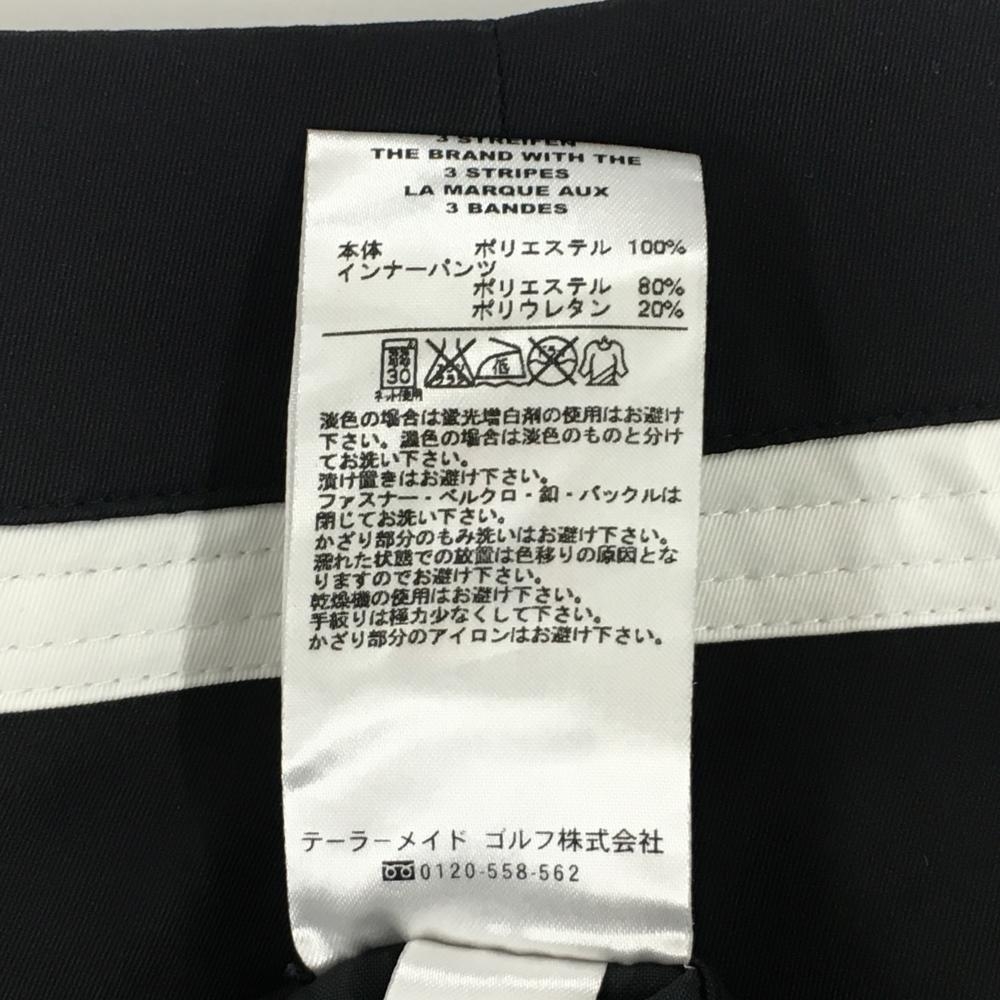 3 STREIFEN
THE BRAND WITH THE
3 STRIPES
LA MARQUE AUX
3 BANDES
本体 ポリエステル 100%
インナーパンツ
ポリエステル 80%
ポリウレタン 20%
30 低
ネット使用
淡色の場合は蛍光増白剤の使用はお避け
下さい。濃色の場合は淡色のものと分け
てお洗い下さい。
漬け置きはお避け下さい。
ファスナー・ベルクロ・釦・バックルは
閉じてお洗い下さい。
かざり部分のもみ洗いはお避け下さい。
濡れた状態での放置は色移りの原因とな
りますのでお避け下さい。
乾燥機の使用はお避け下さい。
手絞りは極力少なくして下さい。
かざり部分のアイロンはお避け下さい。
テーラーメイド ゴルフ株式会社
0120-558-562